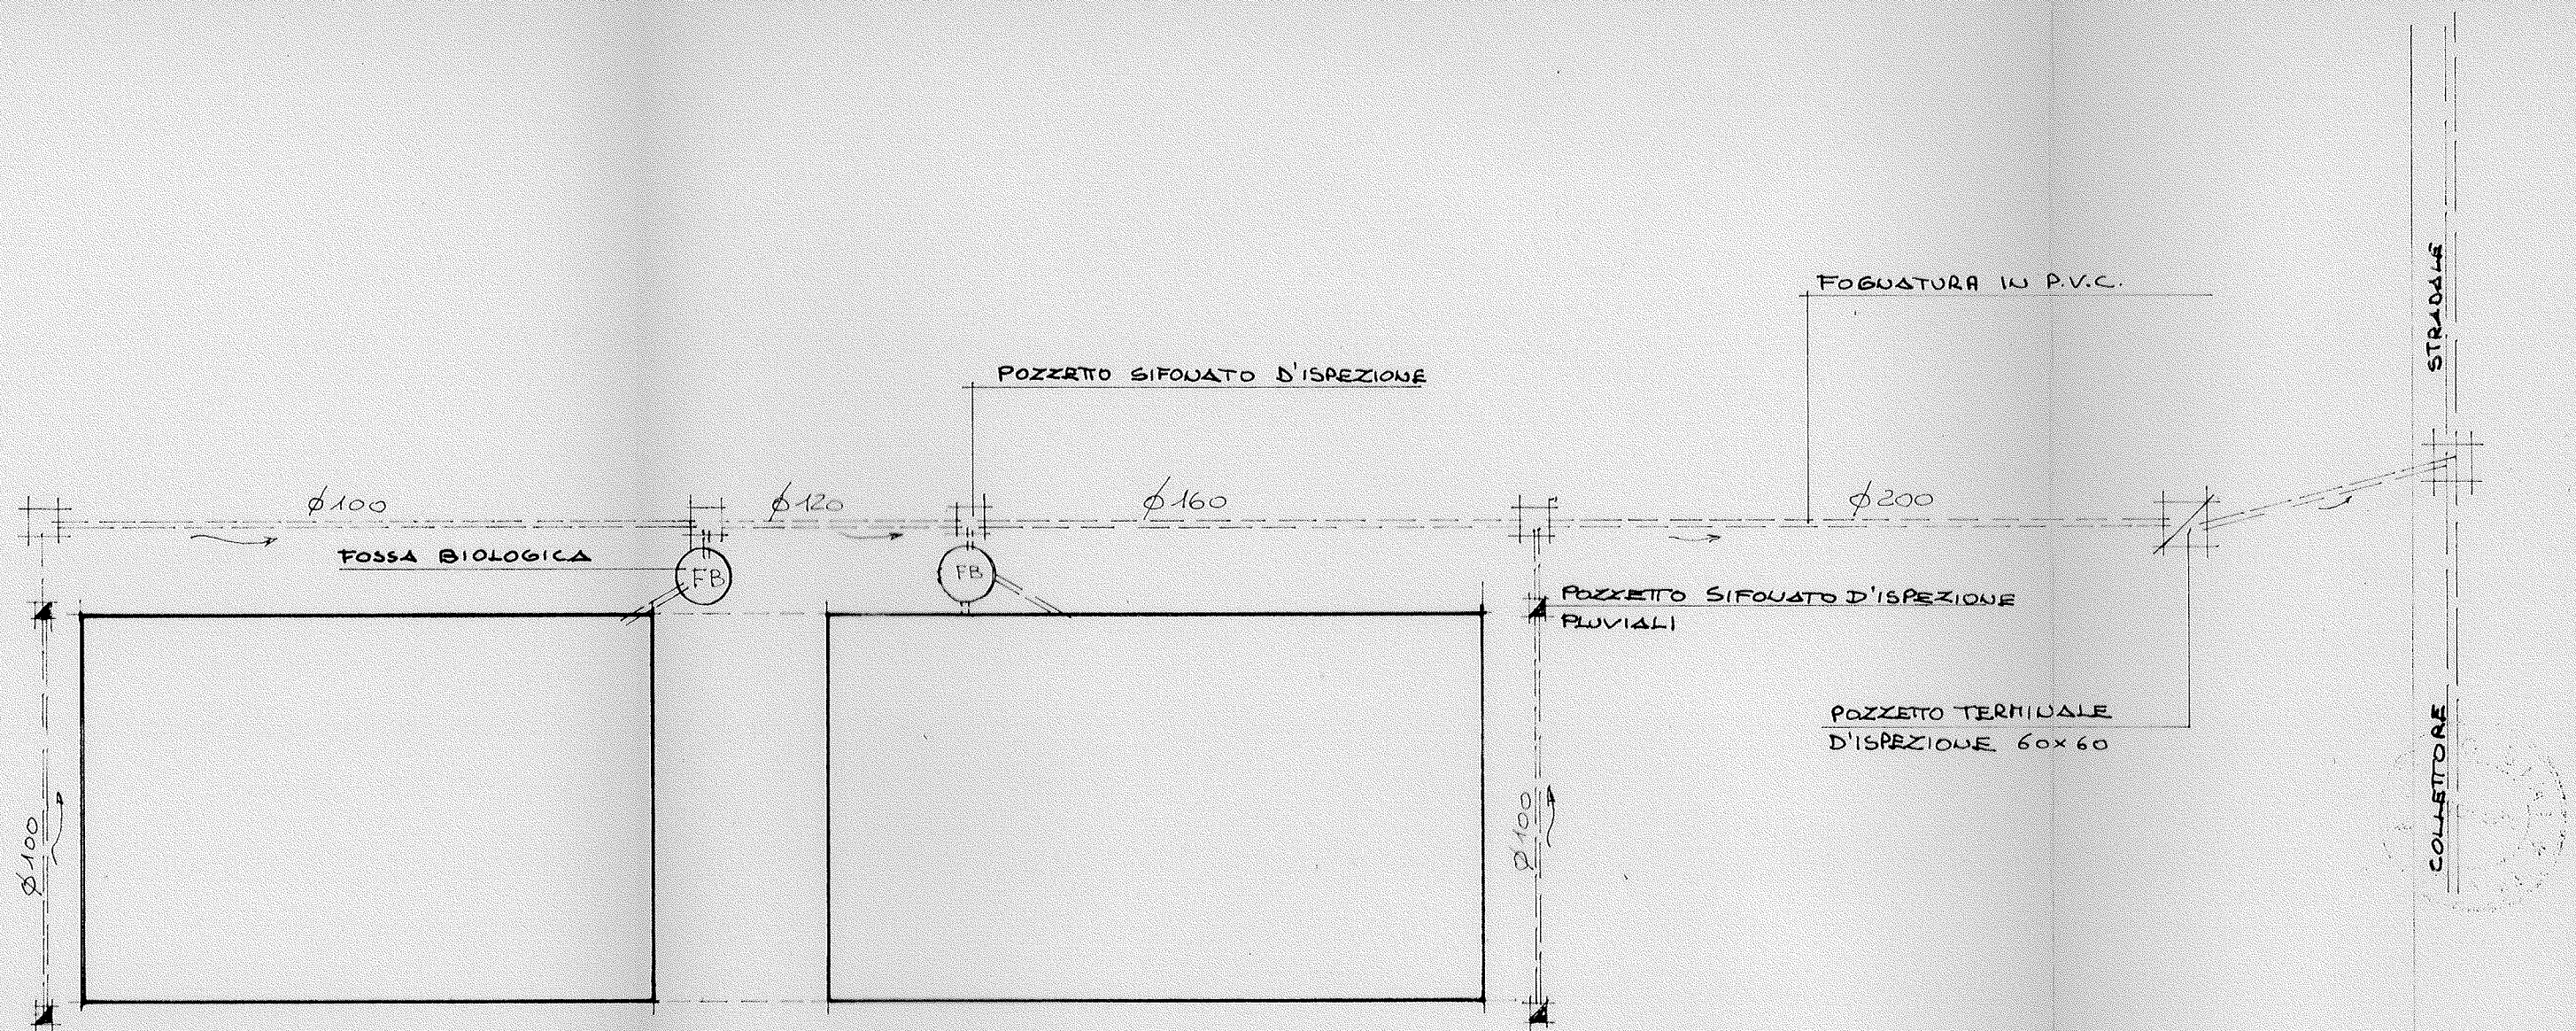 FOGNATURA IN P.V.C.
STRADALE
POZZETTO SIFONATO D'ISPEZIONE
φ100
φ120
φ160
φ200
FOSSA BIOLOGICA
FB
FB
POZZETTO SIFONATO D'ISPEZIONE
PLUVIALI
POZZETTO TERMINALE
D'ISPEZIONE 60x60
COLLETTORE
φ100
φ100